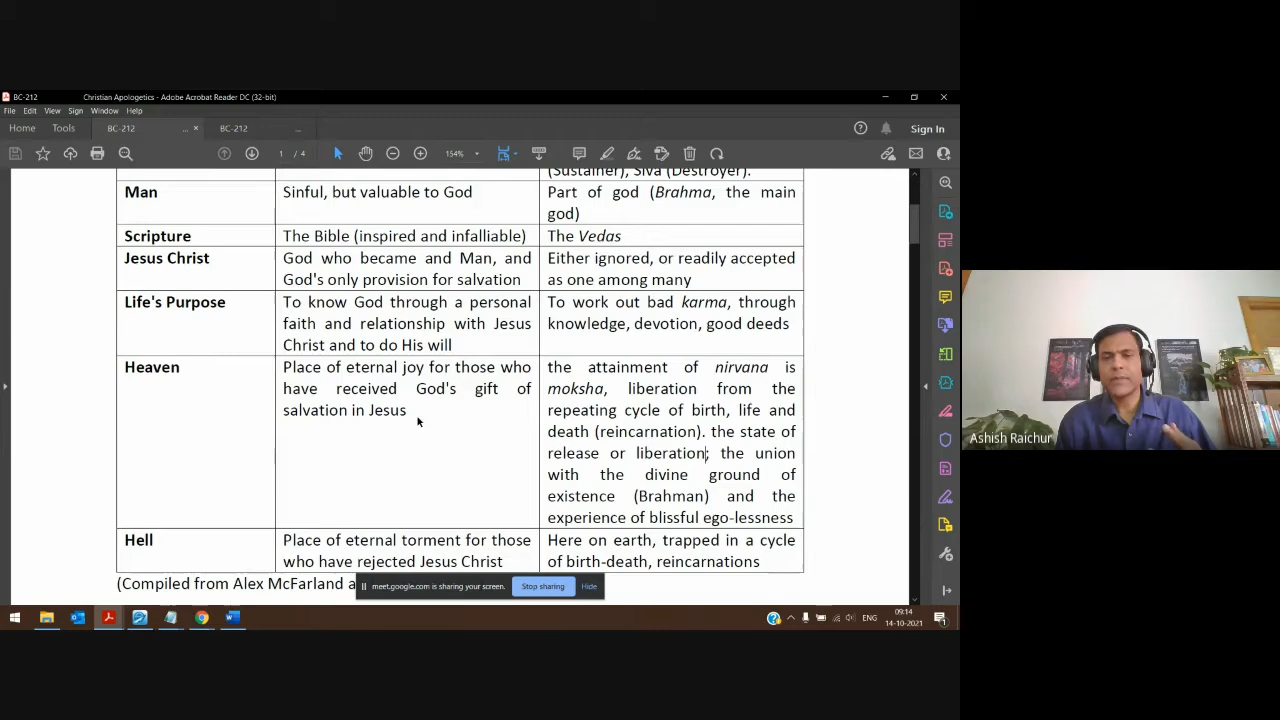 BC-212 Christian Apologetics - Adobe Acrobat Reader DC (32-bit)
File Edit View Sign Window Help
Home Tools BC-212 ... × BC-212 ... Sign In
1 / 4 154%
(Sustainer), Siva (Destroyer).
Man
Sinful, but valuable to God
Part of god (Brahma, the main
god)
Scripture
The Bible (inspired and infalliable)
The Vedas
Jesus Christ
God who became and Man, and
God's only provision for salvation
Either ignored, or readily accepted
as one among many
Life's Purpose
To know God through a personal
faith and relationship with Jesus
Christ and to do His will
To work out bad karma, through
knowledge, devotion, good deeds
Heaven
Place of eternal joy for those who
have received God's gift of
salvation in Jesus
the attainment of nirvana is
moksha, liberation from the
repeating cycle of birth, life and
death (reincarnation). the state of
release or liberation; the union
with the divine ground of
existence (Brahman) and the
experience of blissful ego-lessness
Hell
Place of eternal torment for those
who have rejected Jesus Christ
Here on earth, trapped in a cycle
of birth-death, reincarnations
(Compiled from Alex McFarland a
meet.google.com is sharing your screen. Stop sharing Hide
ENG 09:14
14-10-2021
Ashish Raichur